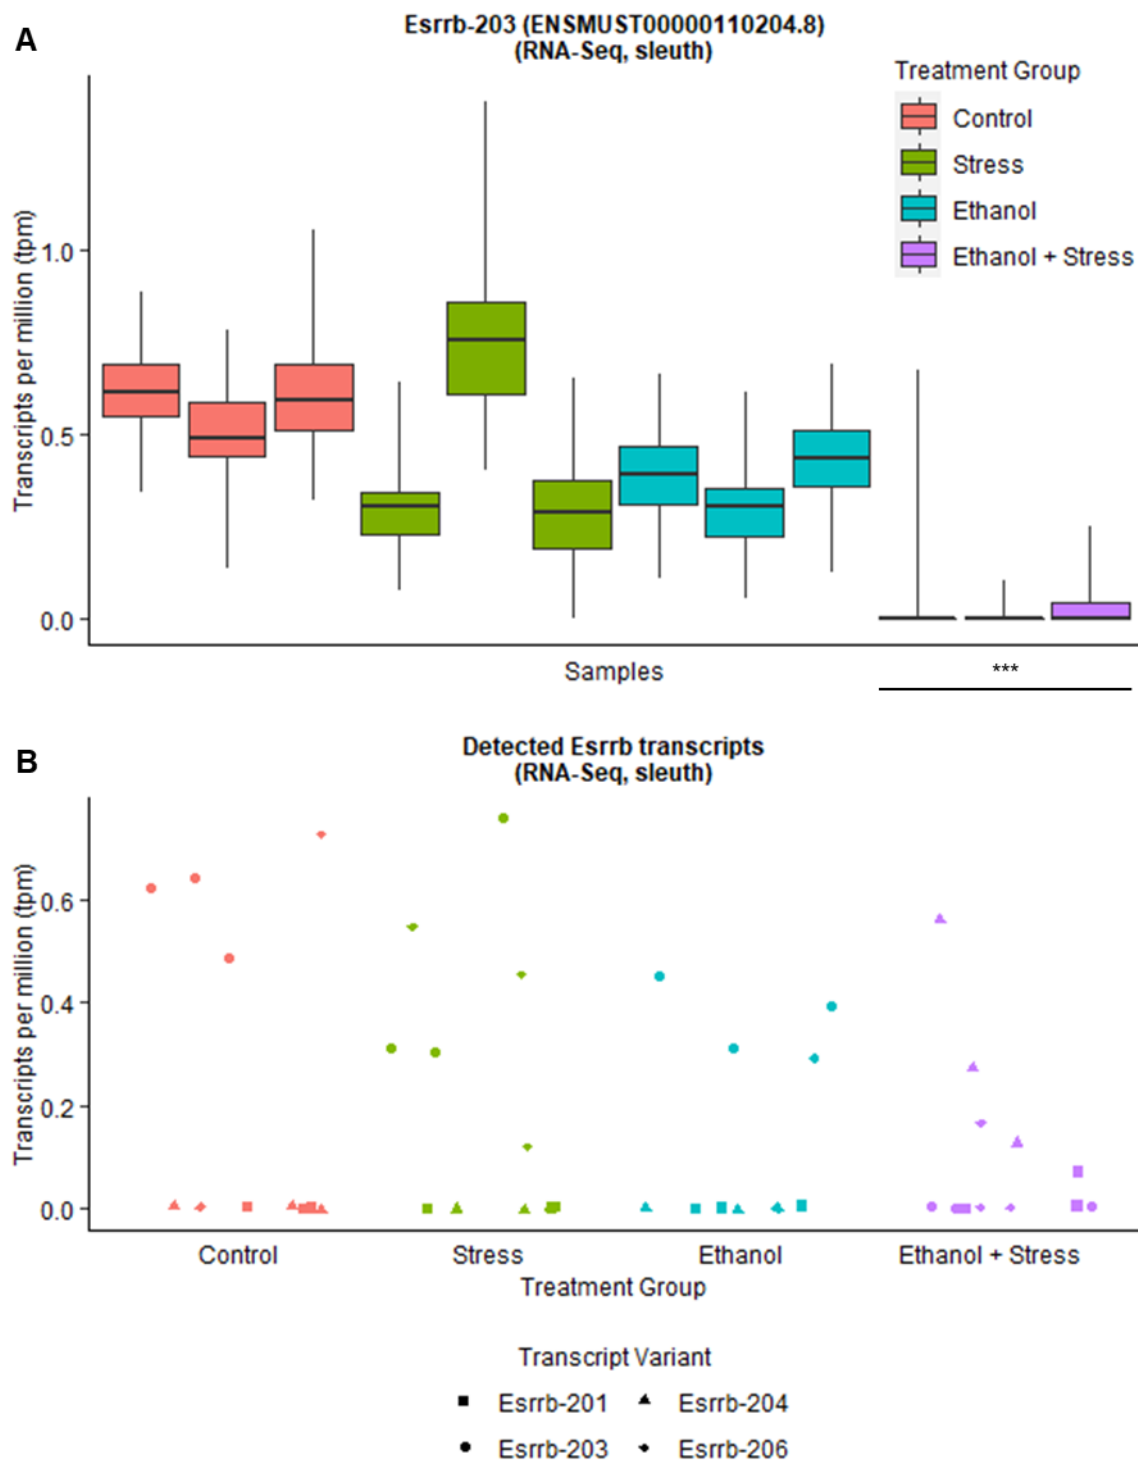 A
Esrrb-203 (ENSMUST00000110204.8)
(RNA-Seq, sleuth)
Treatment Group
Control
Stress
Ethanol
Ethanol + Stress
Transcripts per million (tpm)
1.0
0.5
0.0
Samples
***
B
Detected Esrrb transcripts
(RNA-Seq, sleuth)
Transcripts per million (tpm)
0.6
0.4
0.2
0.0
Control
Stress
Ethanol
Ethanol + Stress
Treatment Group
Transcript Variant
Esrrb-201
Esrrb-204
Esrrb-203
Esrrb-206